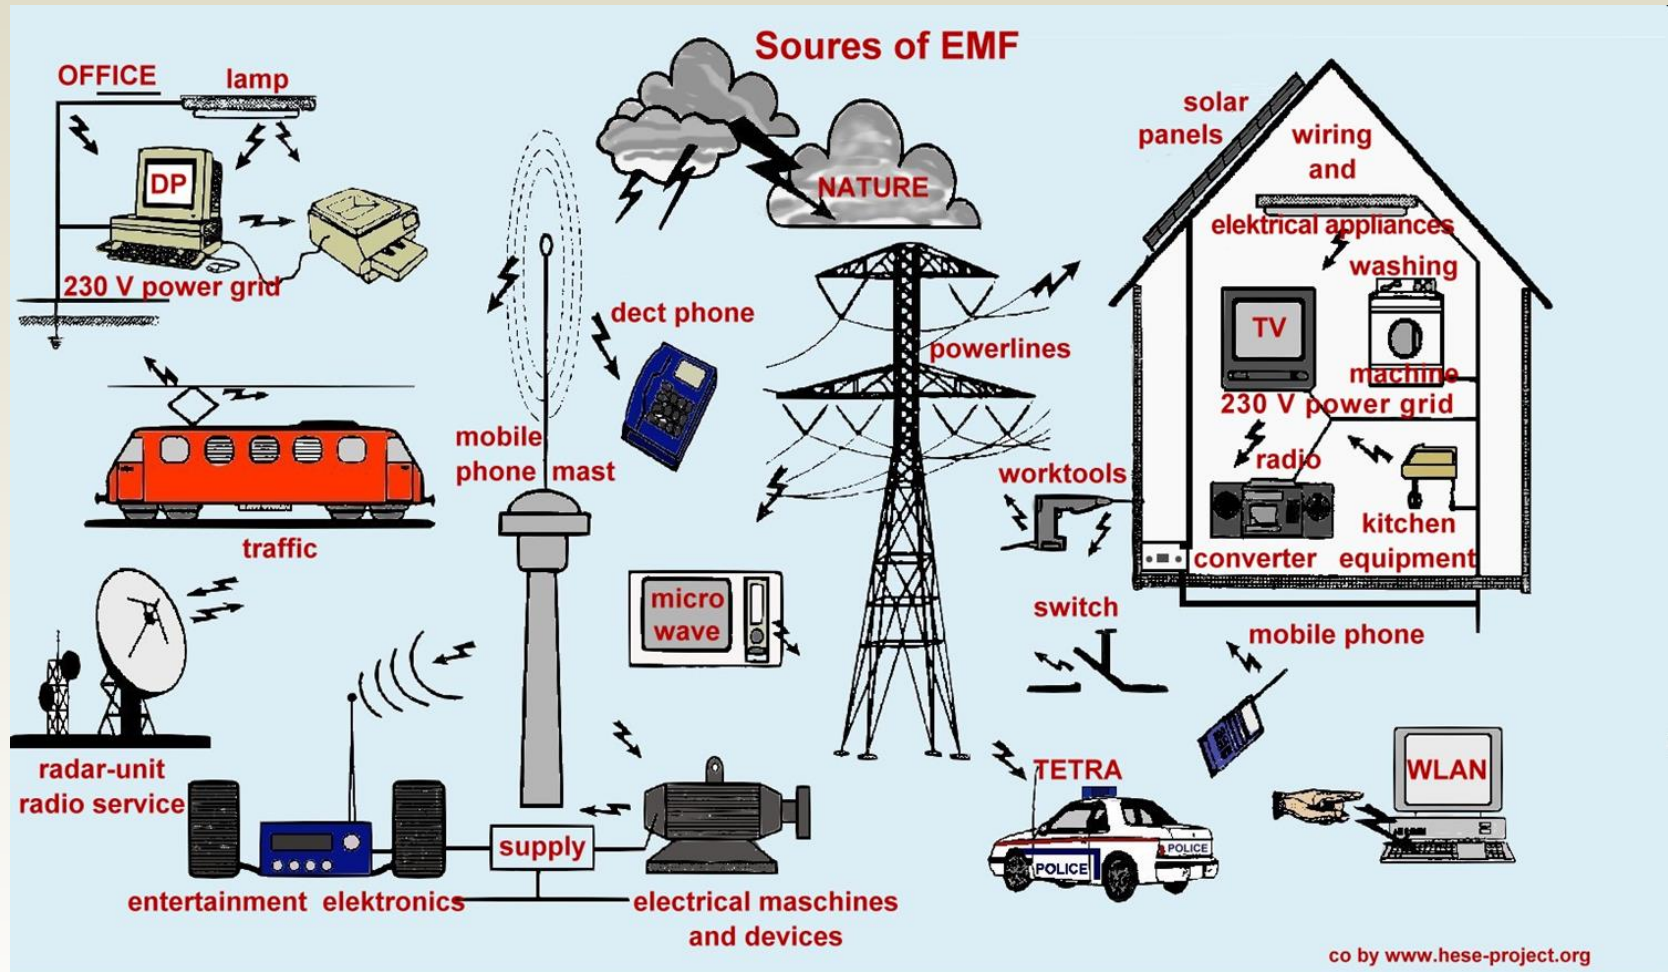 Soures of EMF
OFFICE
lamp
DP
230 V power grid
NATURE
solar
panels
wiring
and
elektrical appliances
washing
machine
TV
230 V power grid
radio
kitchen
equipment
converter
dect phone
powerlines
mobile
phone mast
worktools
traffic
micro
wave
switch
mobile phone
radar-unit
radio service
TETRA
POLICE
POLICE
WLAN
supply
entertainment elektronics
electrical maschines
and devices
co by www.hese-project.org